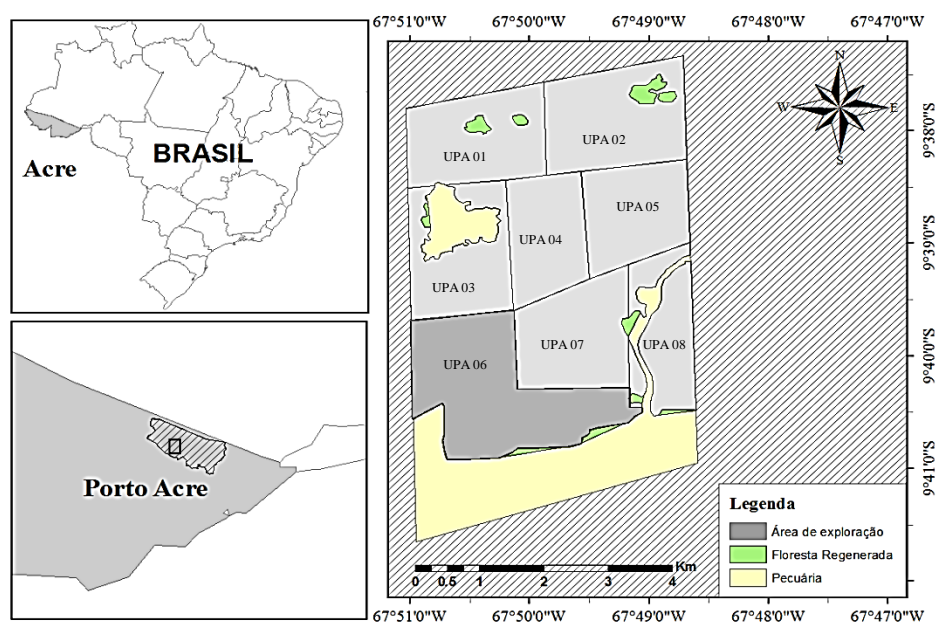 BRASIL
Acre
Porto Acre
67°51'0"W 67°50'0"W 67°49'0"W 67°48'0"W 67°47'0"W
N
W E
S
UPA 01
UPA 02
UPA 03
UPA 04
UPA 05
UPA 06
UPA 07
UPA 08
9°38'0"S
9°39'0"S
9°40'0"S
9°41'0"S
Legenda
Área de exploração
Floresta Regenerada
Pecuária
Km
0 0.5 1 2 3 4
67°51'0"W 67°50'0"W 67°49'0"W 67°48'0"W 67°47'0"W